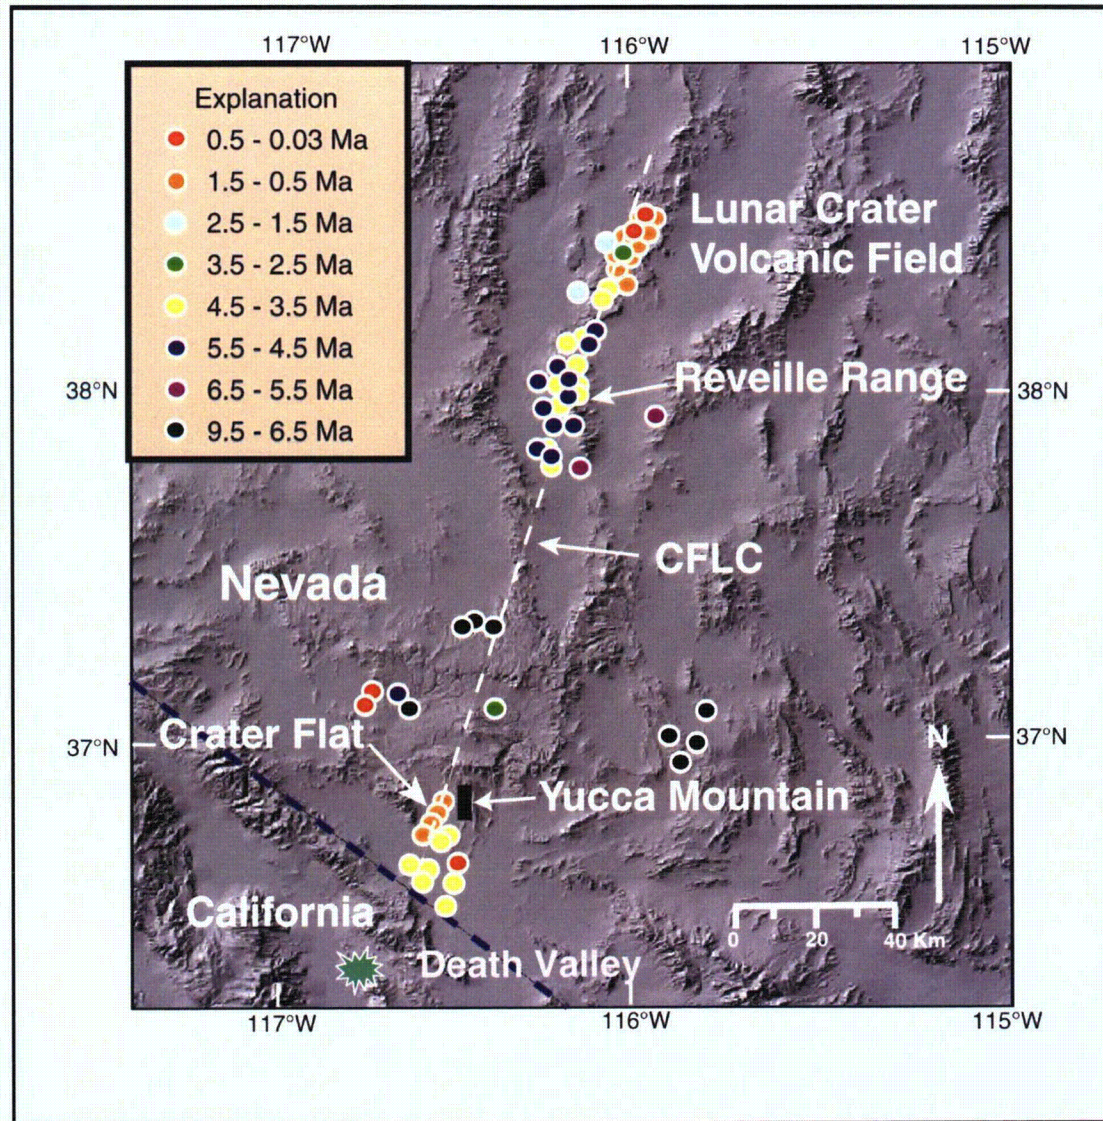 117°W
116°W
115°W
Explanation
0.5 - 0.03 Ma
1.5 - 0.5 Ma
2.5 - 1.5 Ma
3.5 - 2.5 Ma
4.5 - 3.5 Ma
5.5 - 4.5 Ma
6.5 - 5.5 Ma
9.5 - 6.5 Ma
Lunar Crater
Volcanic Field
38°N
Reveille Range
38°N
CFLC
Nevada
37°N
Crater Flat
37°N
N
Yucca Mountain
California
0
20
40 Km
Death Valley
117°W
116°W
115°W